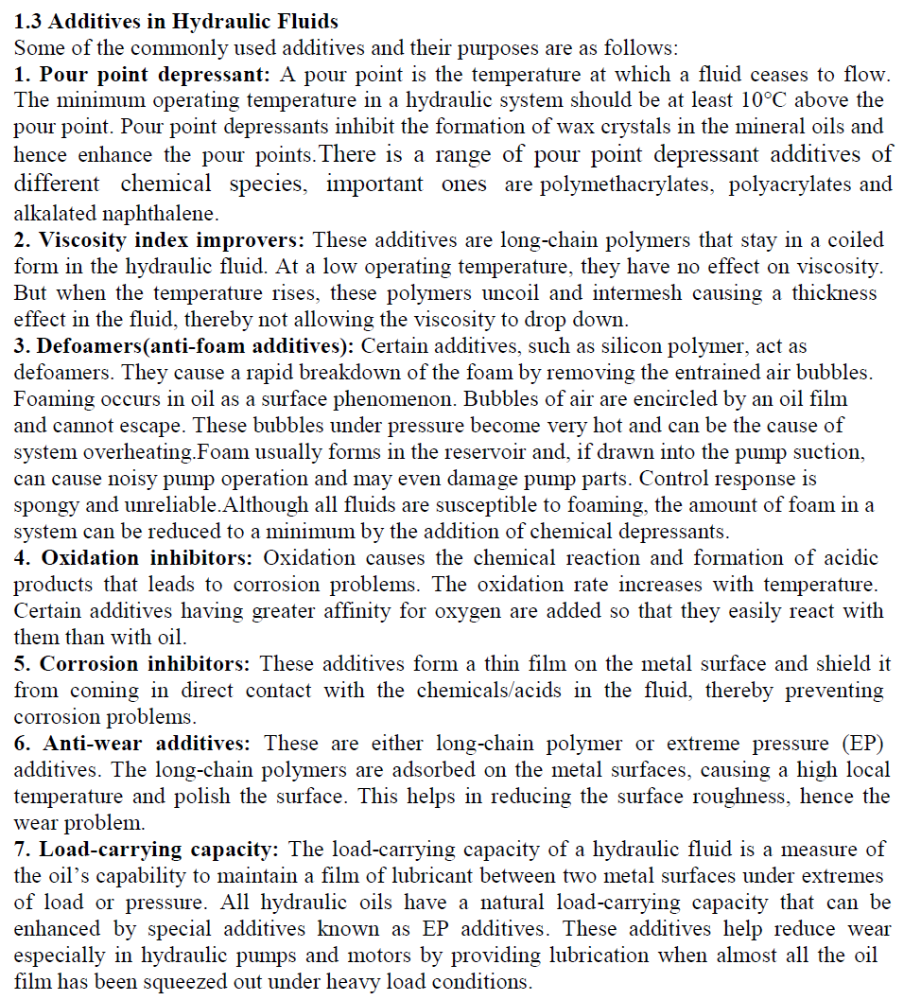 1.3 Additives in Hydraulic Fluids
Some of the commonly used additives and their purposes are as follows:
1. Pour point depressant: A pour point is the temperature at which a fluid ceases to flow.
The minimum operating temperature in a hydraulic system should be at least 10°C above the
pour point. Pour point depressants inhibit the formation of wax crystals in the mineral oils and
hence enhance the pour points.There is a range of pour point depressant additives of
different chemical species, important ones are polymethacrylates, polyacrylates and
alkalated naphthalene.
2. Viscosity index improvers: These additives are long-chain polymers that stay in a coiled
form in the hydraulic fluid. At a low operating temperature, they have no effect on viscosity.
But when the temperature rises, these polymers uncoil and intermesh causing a thickness
effect in the fluid, thereby not allowing the viscosity to drop down.
3. Defoamers(anti-foam additives): Certain additives, such as silicon polymer, act as
defoamers. They cause a rapid breakdown of the foam by removing the entrained air bubbles.
Foaming occurs in oil as a surface phenomenon. Bubbles of air are encircled by an oil film
and cannot escape. These bubbles under pressure become very hot and can be the cause of
system overheating.Foam usually forms in the reservoir and, if drawn into the pump suction,
can cause noisy pump operation and may even damage pump parts. Control response is
spongy and unreliable.Although all fluids are susceptible to foaming, the amount of foam in a
system can be reduced to a minimum by the addition of chemical depressants.
4. Oxidation inhibitors: Oxidation causes the chemical reaction and formation of acidic
products that leads to corrosion problems. The oxidation rate increases with temperature.
Certain additives having greater affinity for oxygen are added so that they easily react with
them than with oil.
5. Corrosion inhibitors: These additives form a thin film on the metal surface and shield it
from coming in direct contact with the chemicals/acids in the fluid, thereby preventing
corrosion problems.
6. Anti-wear additives: These are either long-chain polymer or extreme pressure (EP)
additives. The long-chain polymers are adsorbed on the metal surfaces, causing a high local
temperature and polish the surface. This helps in reducing the surface roughness, hence the
wear problem.
7. Load-carrying capacity: The load-carrying capacity of a hydraulic fluid is a measure of
the oil’s capability to maintain a film of lubricant between two metal surfaces under extremes
of load or pressure. All hydraulic oils have a natural load-carrying capacity that can be
enhanced by special additives known as EP additives. These additives help reduce wear
especially in hydraulic pumps and motors by providing lubrication when almost all the oil
film has been squeezed out under heavy load conditions.